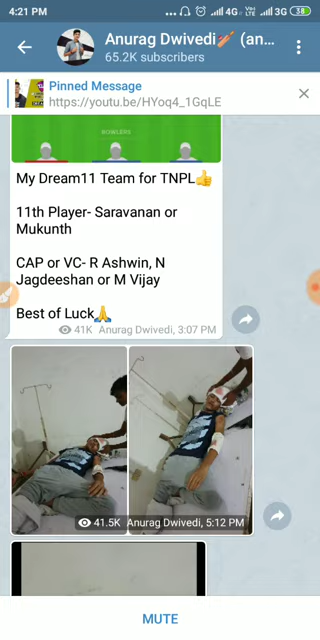 4:21 PM
4G
VoLTE
3G
38
Anurag Dwivedi🏏 (an...
65.2K subscribers
Pinned Message
https://youtu.be/HYoq4_1GqLE
BOWLERS
My Dream11 Team for TNPL👍
11th Player- Saravanan or
Mukunth
CAP or VC- R Ashwin, N
Jagdeeshan or M Vijay
Best of Luck🙏
41K Anurag Dwivedi, 3:07 PM
41.5K Anurag Dwivedi, 5:12 PM
MUTE